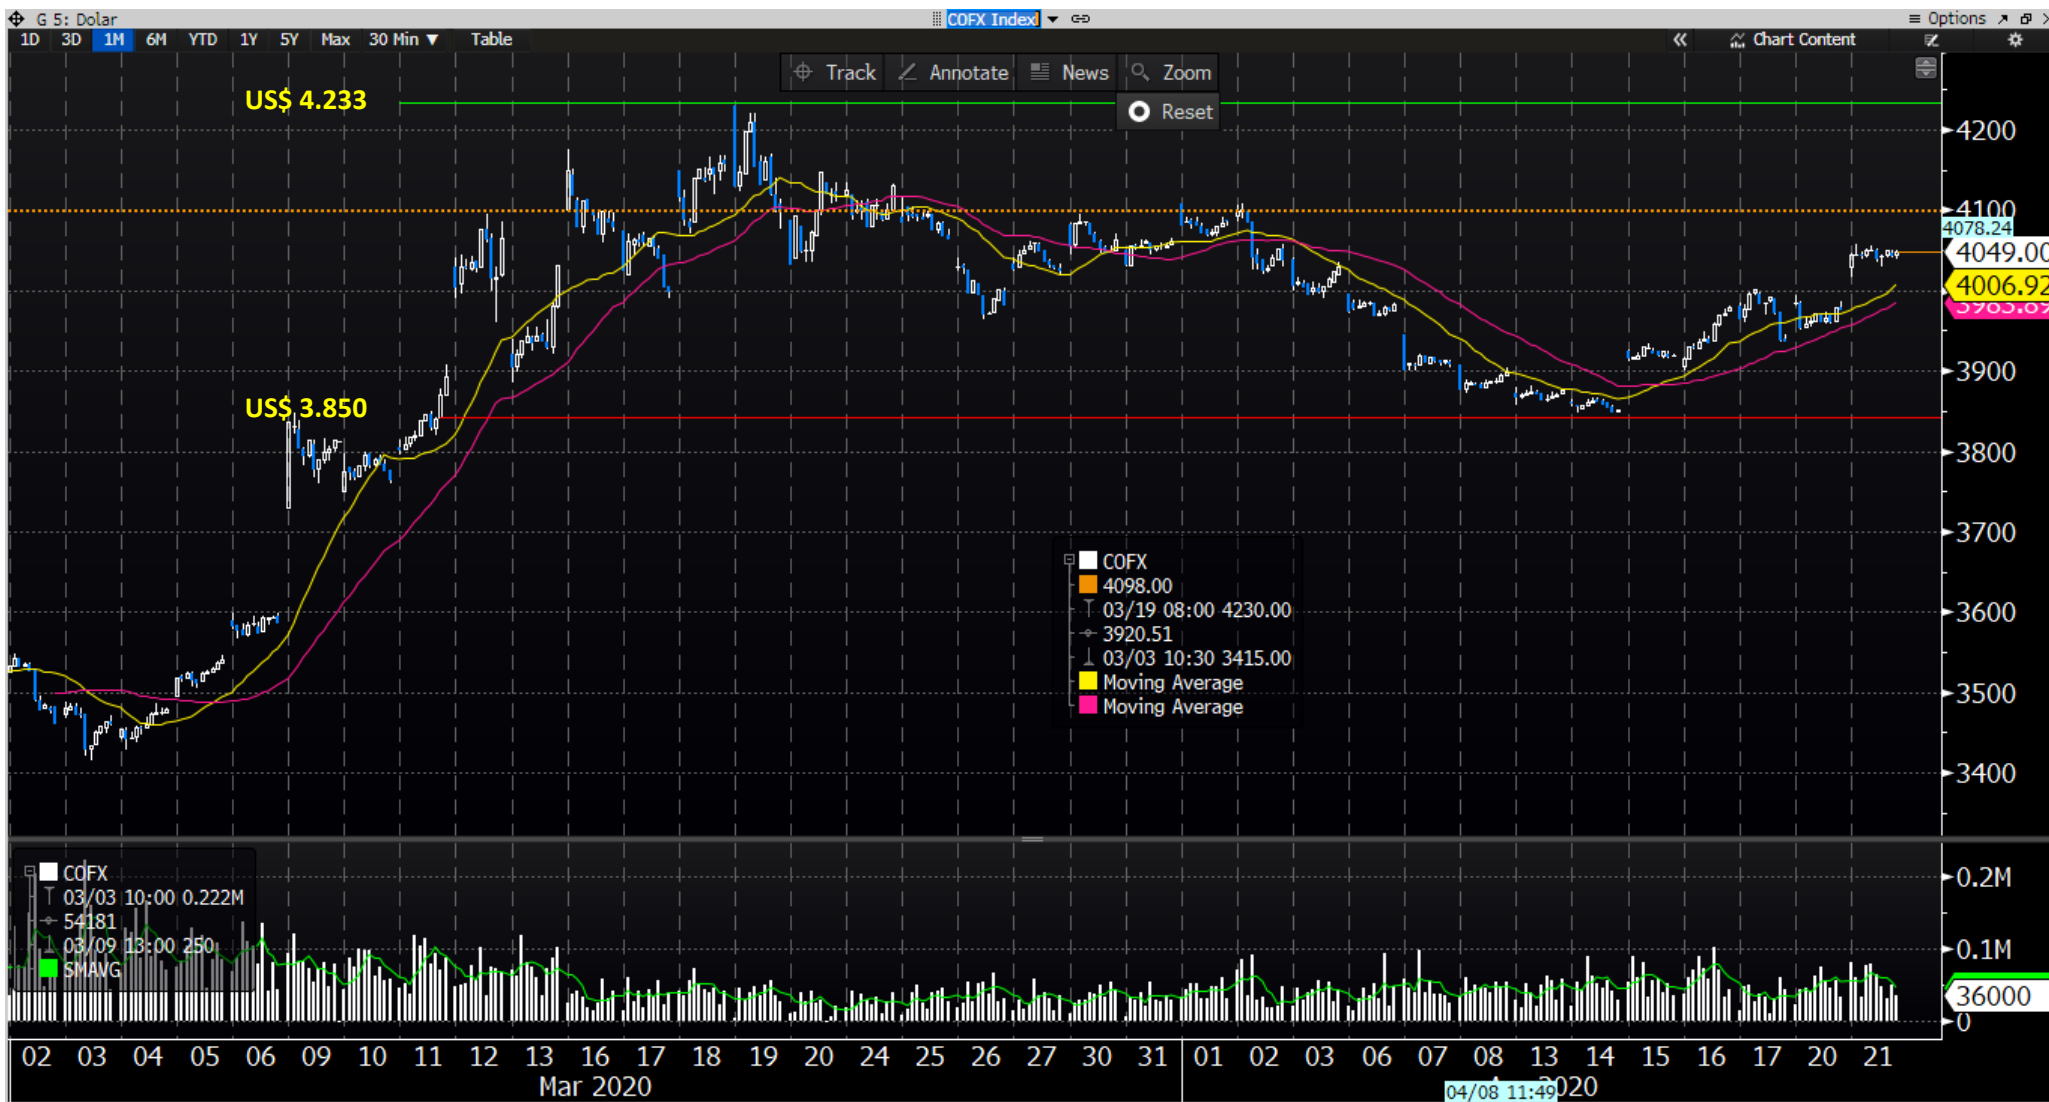 G 5: Dolar COFX Index Options
1D 3D 1M 6M YTD 1Y 5Y Max 30 Min ▼ Table « Chart Content
Track Annotate News Zoom
Reset
US$ 4.233
US$ 3.850
4200
4100
4078.24
4049.00
4006.92
3983.89
3900
3800
3700
3600
3500
3400
COFX
4098.00
03/19 08:00 4230.00
3920.51
03/03 10:30 3415.00
Moving Average
Moving Average
COFX
03/03 10:00 0.222M
54181
03/09 13:00 250
SMAVG
0.2M
0.1M
36000
0
02 03 04 05 06 09 10 11 12 13 16 17 18 19 20 24 25 26 27 30 31 01 02 03 06 07 08 13 14 15 16 17 20 21
Mar 2020
2020
04/08 11:49